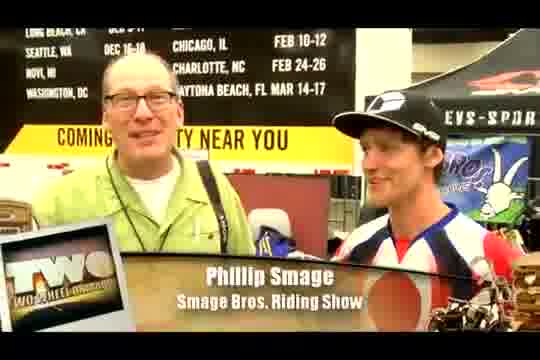 LONG BEACH, CA
SEATTLE, WA DEC 16-18
NOVI, MI
WASHINGTON, DC
CHICAGO, IL FEB 10-12
CHARLOTTE, NC FEB 24-26
DAYTONA BEACH, FL MAR 14-17
COMING TY NEAR YOU
EVS-SPOR
TWO
Phillip Smage
Smage Bros. Riding Show